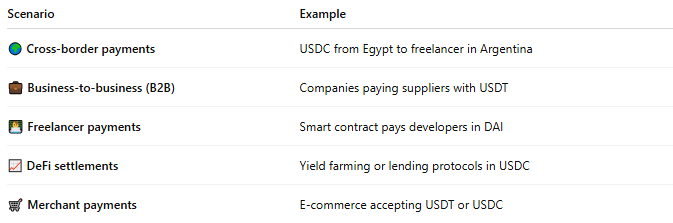 Scenario Example
🌍 Cross-border payments USDC from Egypt to freelancer in Argentina
💼 Business-to-business (B2B) Companies paying suppliers with USDT
🧑‍💻 Freelancer payments Smart contract pays developers in DAI
📈 DeFi settlements Yield farming or lending protocols in USDC
🛒 Merchant payments E-commerce accepting USDT or USDC